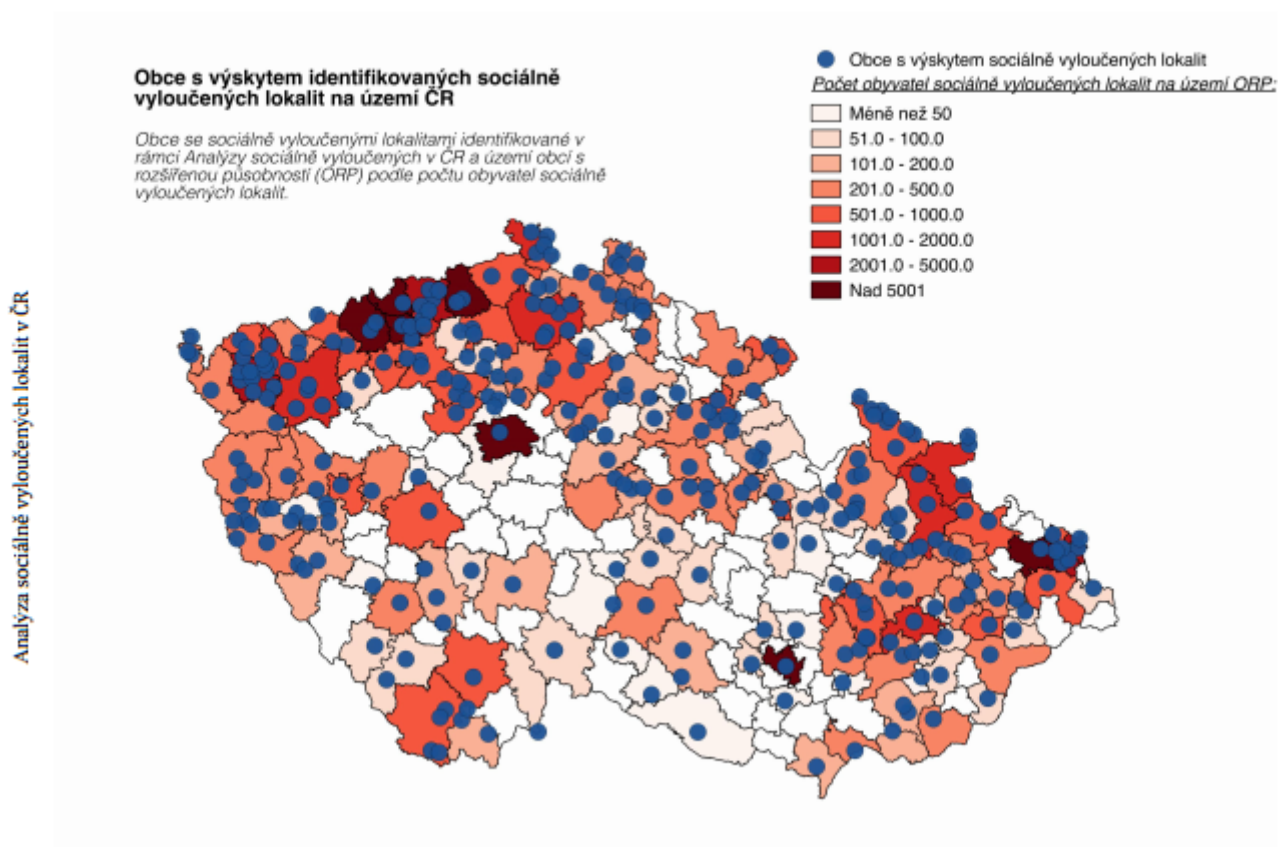 Analýza sociálně vyloučených lokalit v ČR
Obce s výskytem identifikovaných sociálně
vyloučených lokalit na území ČR
Obce se sociálně vyloučenými lokalitami identifikované v
rámci Analýzy sociálně vyloučených v ČR a území obcí s
rozšířenou působností (ORP) podle počtu obyvatel sociálně
vyloučených lokalit.
Obce s výskytem sociálně vyloučených lokalit
Počet obyvatel sociálně vyloučených lokalit na území ORP:
Méně než 50
51.0 - 100.0
101.0 - 200.0
201.0 - 500.0
501.0 - 1000.0
1001.0 - 2000.0
2001.0 - 5000.0
Nad 5001